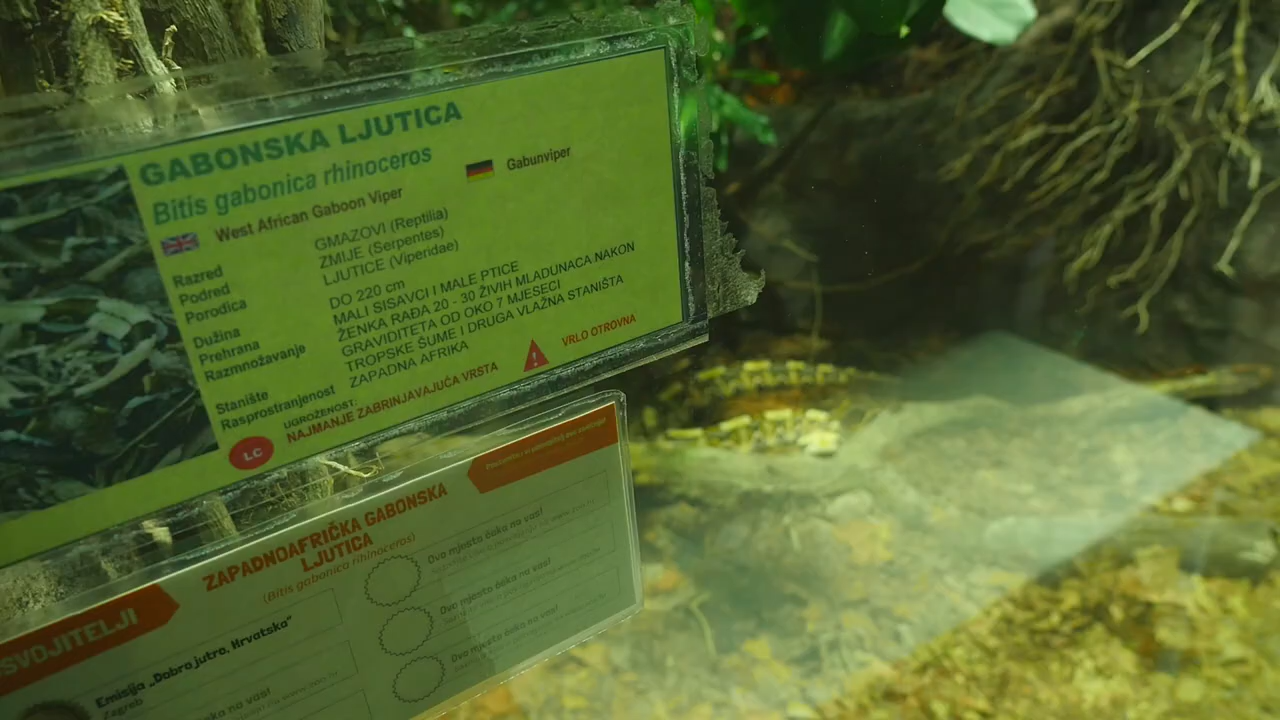 GABONSKA LJUTICA
Bitis gabonica rhinoceros
West African Gaboon Viper
Gabunviper
Razred GMAZOVI (Reptilia)
Podred ZMIJE (Serpentes)
Porodica LJUTICE (Viperidae)
Dužina DO 220 cm
Prehrana MALI SISAVCI I MALE PTICE
Razmnožavanje ŽENKA RAĐA 20 - 30 ŽIVIH MLADUNACA NAKON
GRAVIDITETA OD OKO 7 MJESECI
Stanište TROPSKE ŠUME I DRUGA VLAŽNA STANIŠTA
Rasprostranjenost ZAPADNA AFRIKA
UGROŽENOST:
LC NAJMANJE ZABRINJAVAJUĆA VRSTA
VRLO OTROVNA
SVOJITELJI
ZAPADNOAFRIČKA GABONSKA
LJUTICA
(Bitis gabonica rihinoceros)
Emisija „Dobro jutro, Hrvatska"
Zagreb
čeka na vas!
Ovo mjesto čeka na vas!
Ovo mjesto čeka na vas!
Ovo mjesto čeka na vas!